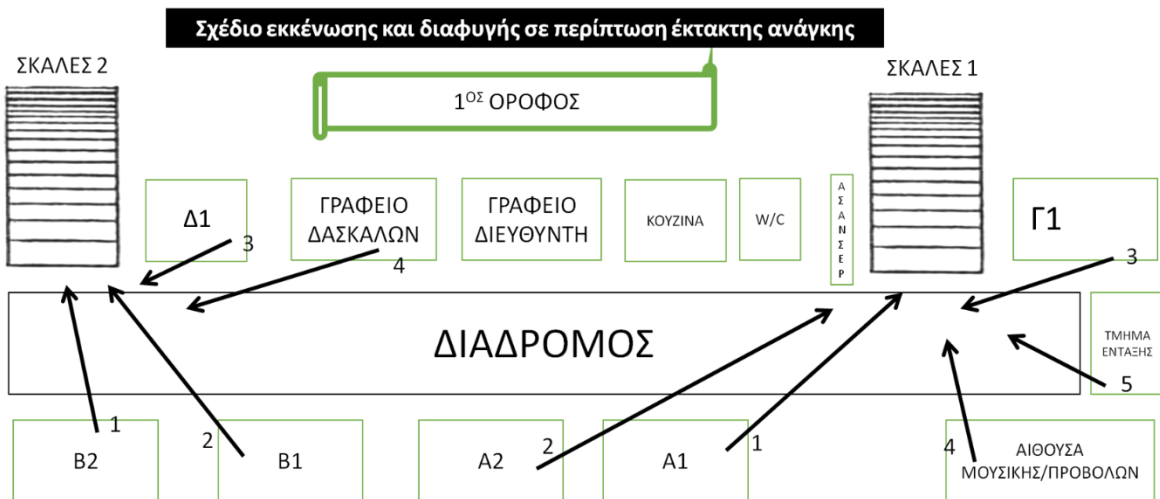 Σχέδιο εκκένωσης και διαφυγής σε περίπτωση έκτακτης ανάγκης
ΣΚΑΛΕΣ 2
ΣΚΑΛΕΣ 1
1ΟΣ ΟΡΟΦΟΣ
Δ1
ΓΡΑΦΕΙΟ
ΔΑΣΚΑΛΩΝ
ΓΡΑΦΕΙΟ
ΔΙΕΥΘΥΝΤΗ
ΚΟΥΖΙΝΑ
W/C
ΑΣΑΝΣΕΡ
Γ1
3
4
3
ΔΙΑΔΡΟΜΟΣ
ΤΜΗΜΑ
ΕΝΤΑΞΗΣ
5
1
2
2
1
4
Β2
Β1
Α2
Α1
ΑΙΘΟΥΣΑ
ΜΟΥΣΙΚΗΣ/ΠΡΟΒΟΛΩΝ